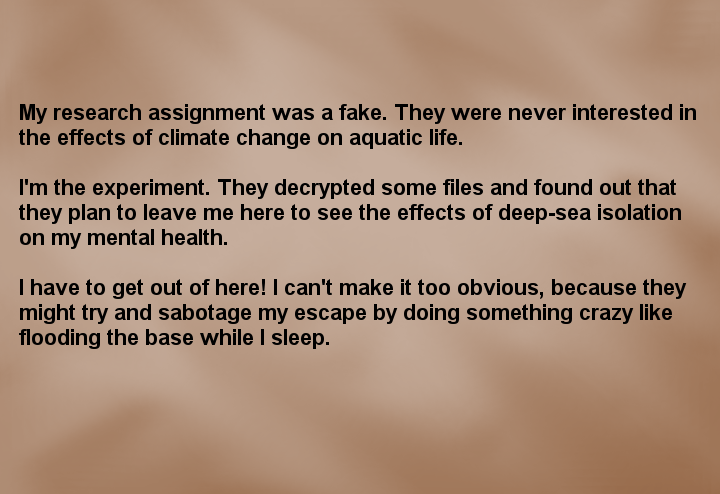 My research assignment was a fake. They were never interested in
the effects of climate change on aquatic life.
I'm the experiment. They decrypted some files and found out that
they plan to leave me here to see the effects of deep-sea isolation
on my mental health.
I have to get out of here! I can't make it too obvious, because they
might try and sabotage my escape by doing something crazy like
flooding the base while I sleep.